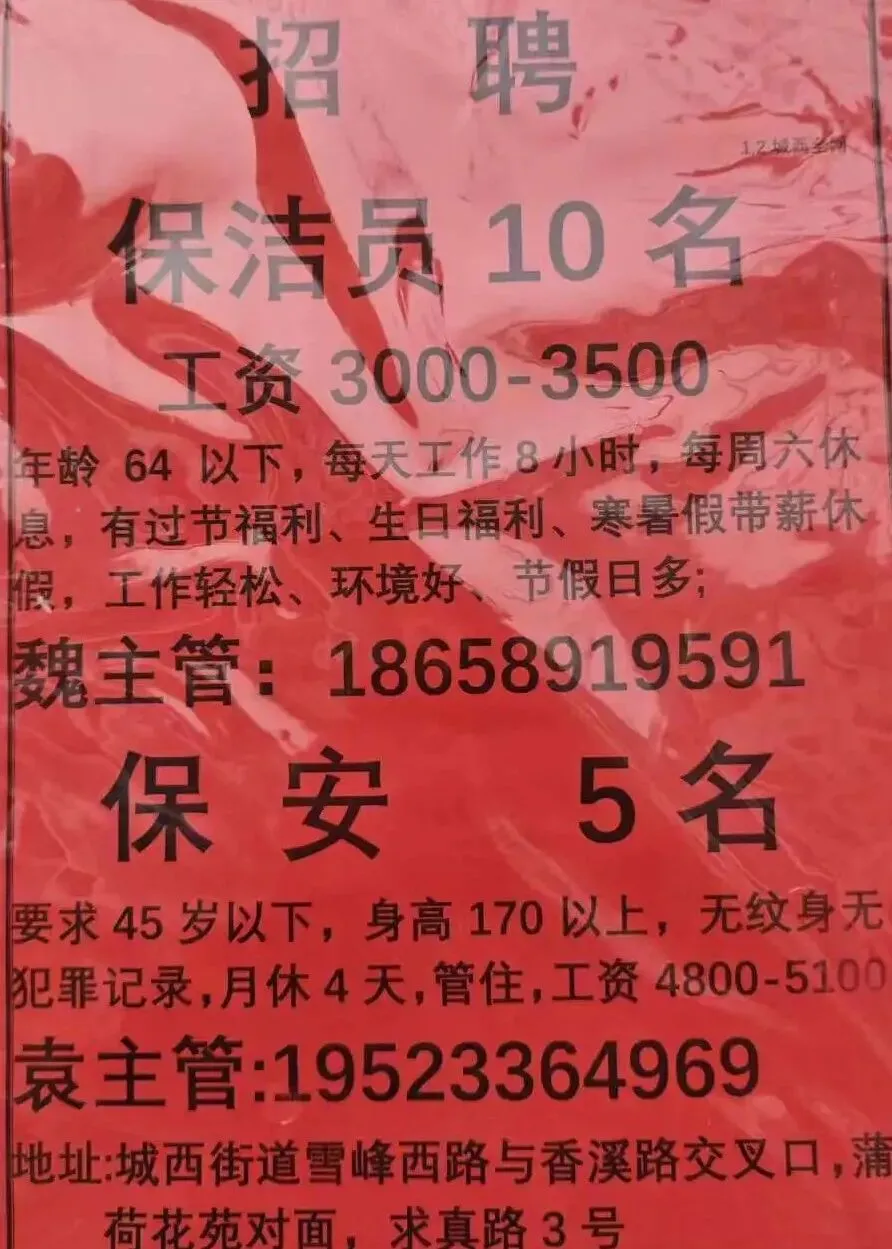 招 聘
1,2,城西全网
保洁员 10 名
工资 3000-3500
年龄 64 以下，每天工作 8 小时，每周六休
息，有过节福利、生日福利、寒暑假带薪休
假，工作轻松、环境好、节假日多;
魏主管：18658919591
保 安 5 名
要求 45 岁以下，身高 170 以上，无纹身无
犯罪记录,月休 4 天,管住,工资 4800-5100
袁主管:19523364969
地址:城西街道雪峰西路与香溪路交叉口,蒲
荷花苑对面，求真路 3 号